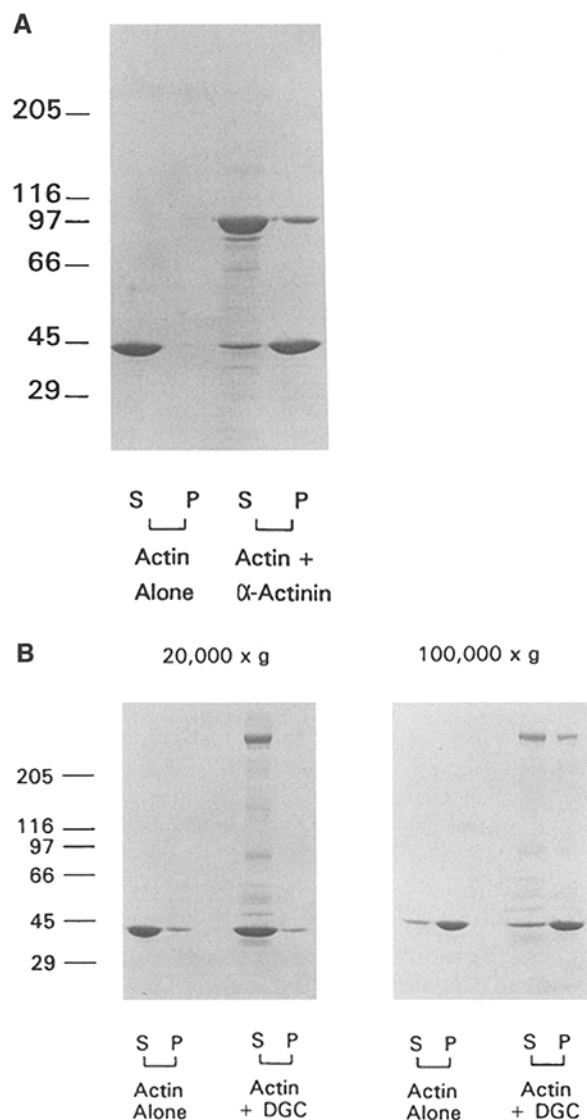 A
205
116
97
66
45
29
S P S P
Actin Actin +
Alone α-Actinin
B
20,000 x g 100,000 x g
205
116
97
66
45
29
S P S P S P S P
Actin Actin Actin Actin
Alone + DGC Alone + DGC